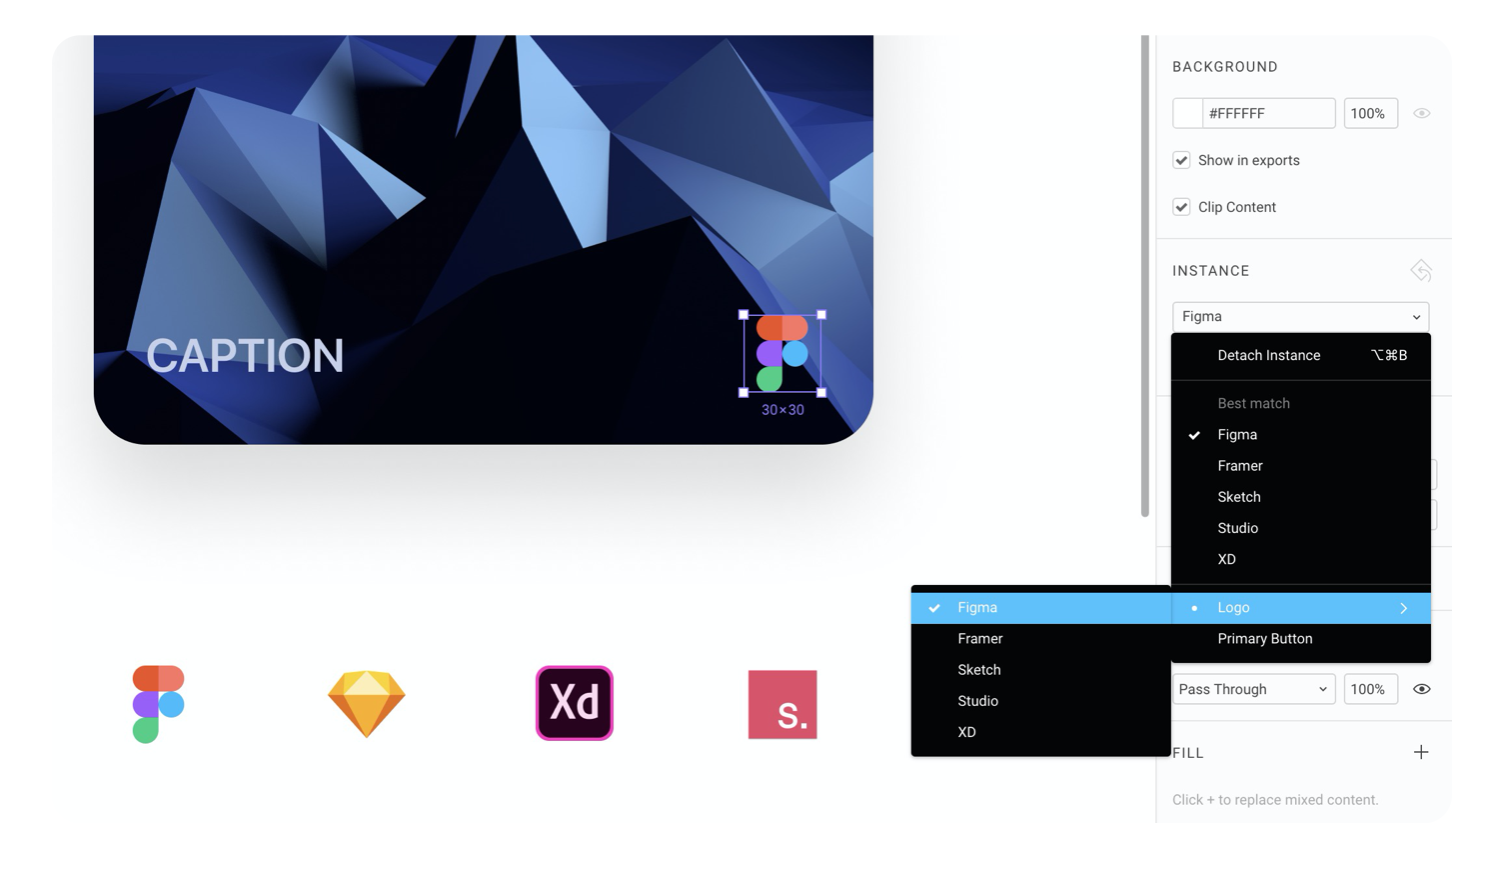 BACKGROUND
#FFFFFF 100%
Show in exports
Clip Content
INSTANCE
Figma
Detach Instance ⌥⌘B
Best match
Figma
Framer
Sketch
Studio
XD
Logo
Primary Button
Figma
Framer
Sketch
Studio
XD
Pass Through 100%
FILL
Click + to replace mixed content.
CAPTION
30×30
Xd
s.